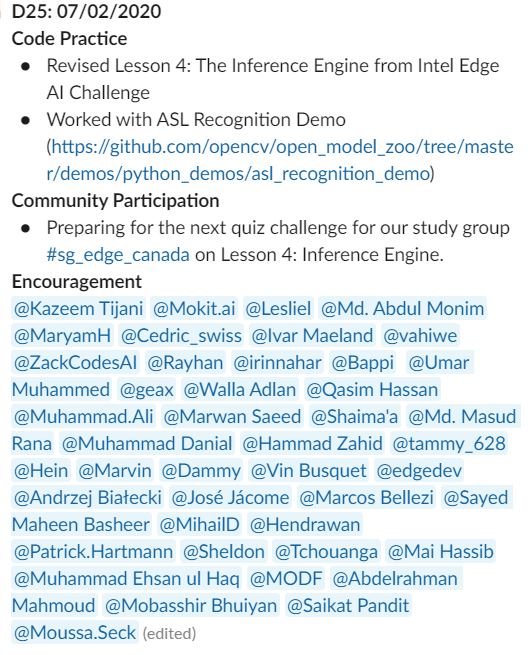 D25: 07/02/2020
Code Practice
● Revised Lesson 4: The Inference Engine from Intel Edge
AI Challenge
● Worked with ASL Recognition Demo
(https://github.com/opencv/open_model_zoo/tree/maste
r/demos/python_demos/asl_recognition_demo)
Community Participation
● Preparing for the next quiz challenge for our study group
#sg_edge_canada on Lesson 4: Inference Engine.
Encouragement
@Kazeem Tijani @Mokit.ai @Lesliel @Md. Abdul Monim
@MaryamH @Cedric_swiss @Ivar Maeland @vahiwe
@ZackCodesAI @Rayhan @irinnahar @Bappi @Umar
Muhammed @geax @Walla Adlan @Qasim Hassan
@Muhammad.Ali @Marwan Saeed @Shaima'a @Md. Masud
Rana @Muhammad Danial @Hammad Zahid @tammy_628
@Hein @Marvin @Dammy @Vin Busquet @edgedev
@Andrzej Białecki @José Jácome @Marcos Bellezi @Sayed
Maheen Basheer @MihailD @Hendrawan
@Patrick.Hartmann @Sheldon @Tchouanga @Mai Hassib
@Muhammad Ehsan ul Haq @MODF @Abdelrahman
Mahmoud @Mobasshir Bhuiyan @Saikat Pandit
@Moussa.Seck (edited)